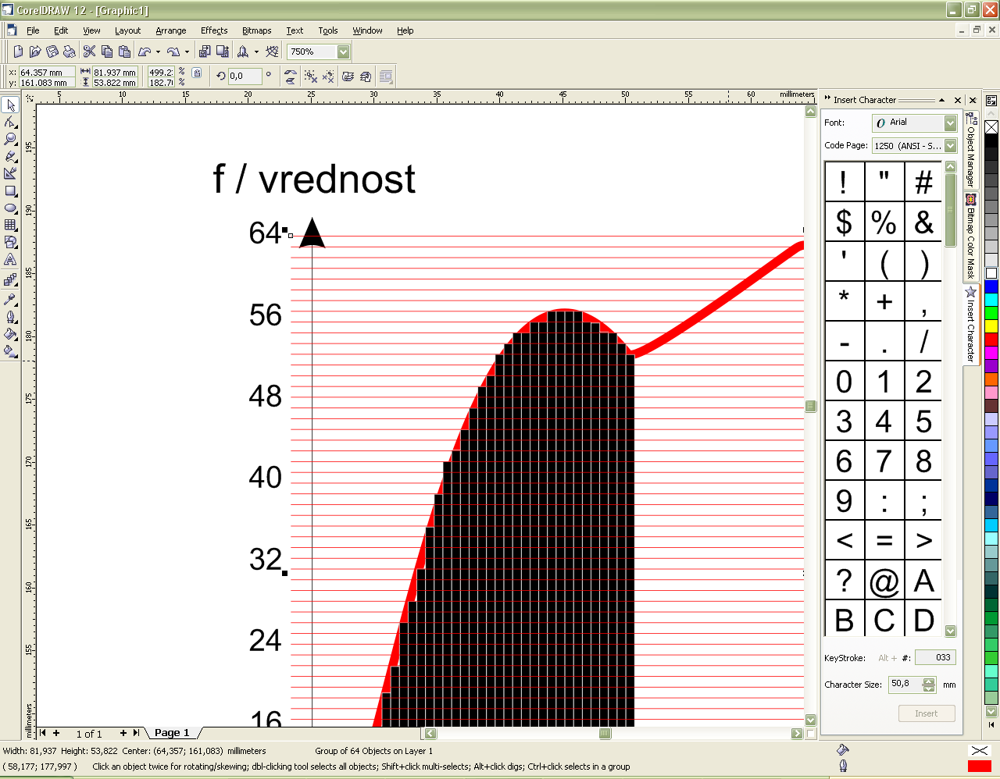 CorelDRAW 12 - [Graphic1]
File Edit View Layout Arrange Effects Bitmaps Text Tools Window Help
750%
x: 64.357 mm
y: 161.083 mm
81.937 mm
53.822 mm
%
%
0,0
°
5 10 15 20 25 30 35 40 45 50 55 60 millimeters
195
190
185
180
175
170
165
160
155
millimeters
f / vrednost
64
56
48
40
32
24
16
Insert Character
Font: Arial
Code Page: 1250 (ANSI - S...
! " #
$ % &
' ( )
* + ,
- . /
0 1 2
3 4 5
6 7 8
9 : ;
< = >
? @ A
B C D
KeyStroke: Alt + #: 033
Character Size: 50,8 mm
Insert
Object Manager
Bitmap Color Mask
Insert Character
1 of 1
Page 1
Width: 81,937 Height: 53,822 Center: (64,357; 161,083) millimeters
Group of 64 Objects on Layer 1
( 58,177; 177,997 )
Click an object twice for rotating/skewing; dbl-clicking tool selects all objects; Shift+click multi-selects; Alt+click digs; Ctrl+click selects in a group